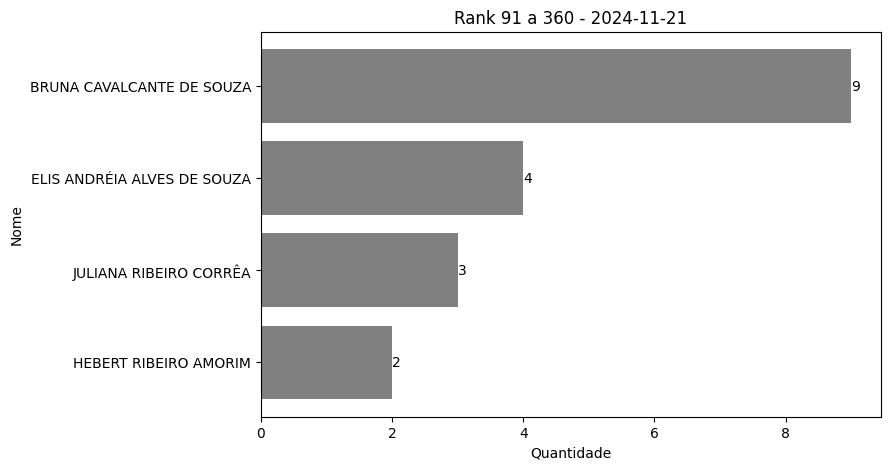 Rank 91 a 360 - 2024-11-21
BRUNA CAVALCANTE DE SOUZA
9
ELIS ANDRÉIA ALVES DE SOUZA
4
Nome
JULIANA RIBEIRO CORRÊA
3
HEBERT RIBEIRO AMORIM
2
0 2 4 6 8
Quantidade